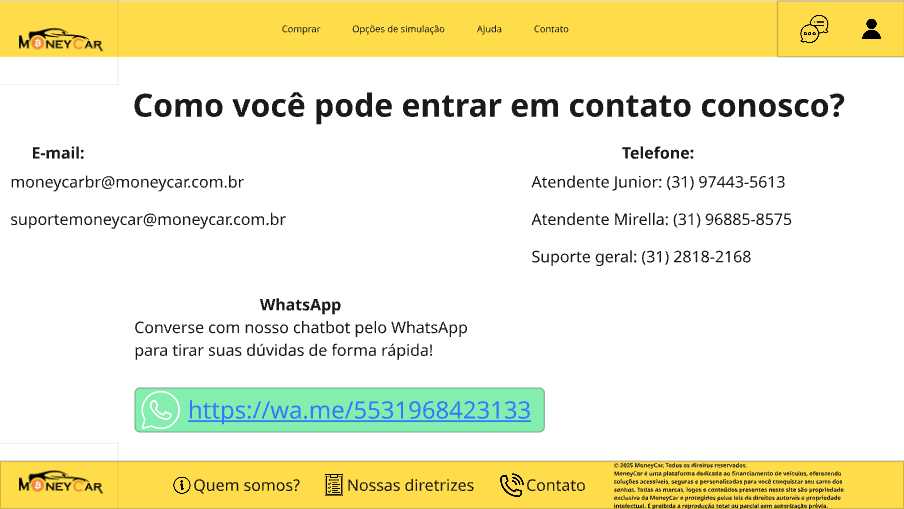 MONEYCAR
Comprar Opções de simulação Ajuda Contato
Como você pode entrar em contato conosco?
E-mail:
moneycarbr@moneycar.com.br
suportemoneycar@moneycar.com.br
Telefone:
Atendente Junior: (31) 97443-5613
Atendente Mirella: (31) 96885-8575
Suporte geral: (31) 2818-2168
WhatsApp
Converse com nosso chatbot pelo WhatsApp
para tirar suas dúvidas de forma rápida!
https://wa.me/5531968423133
MONEYCAR
Quem somos? Nossas diretrizes Contato
© 2025 MoneyCar. Todos os direitos reservados.
MoneyCar é uma plataforma dedicada ao financiamento de veículos, oferecendo
soluções acessíveis, seguras e personalizadas para você conquistar seu carro dos
sonhos. Todas as marcas, logos e conteúdos presentes neste site são propriedade
exclusiva da MoneyCar e protegidos pelas leis de direitos autorais e propriedade
intelectual. É proibida a reprodução total ou parcial sem autorização prévia.